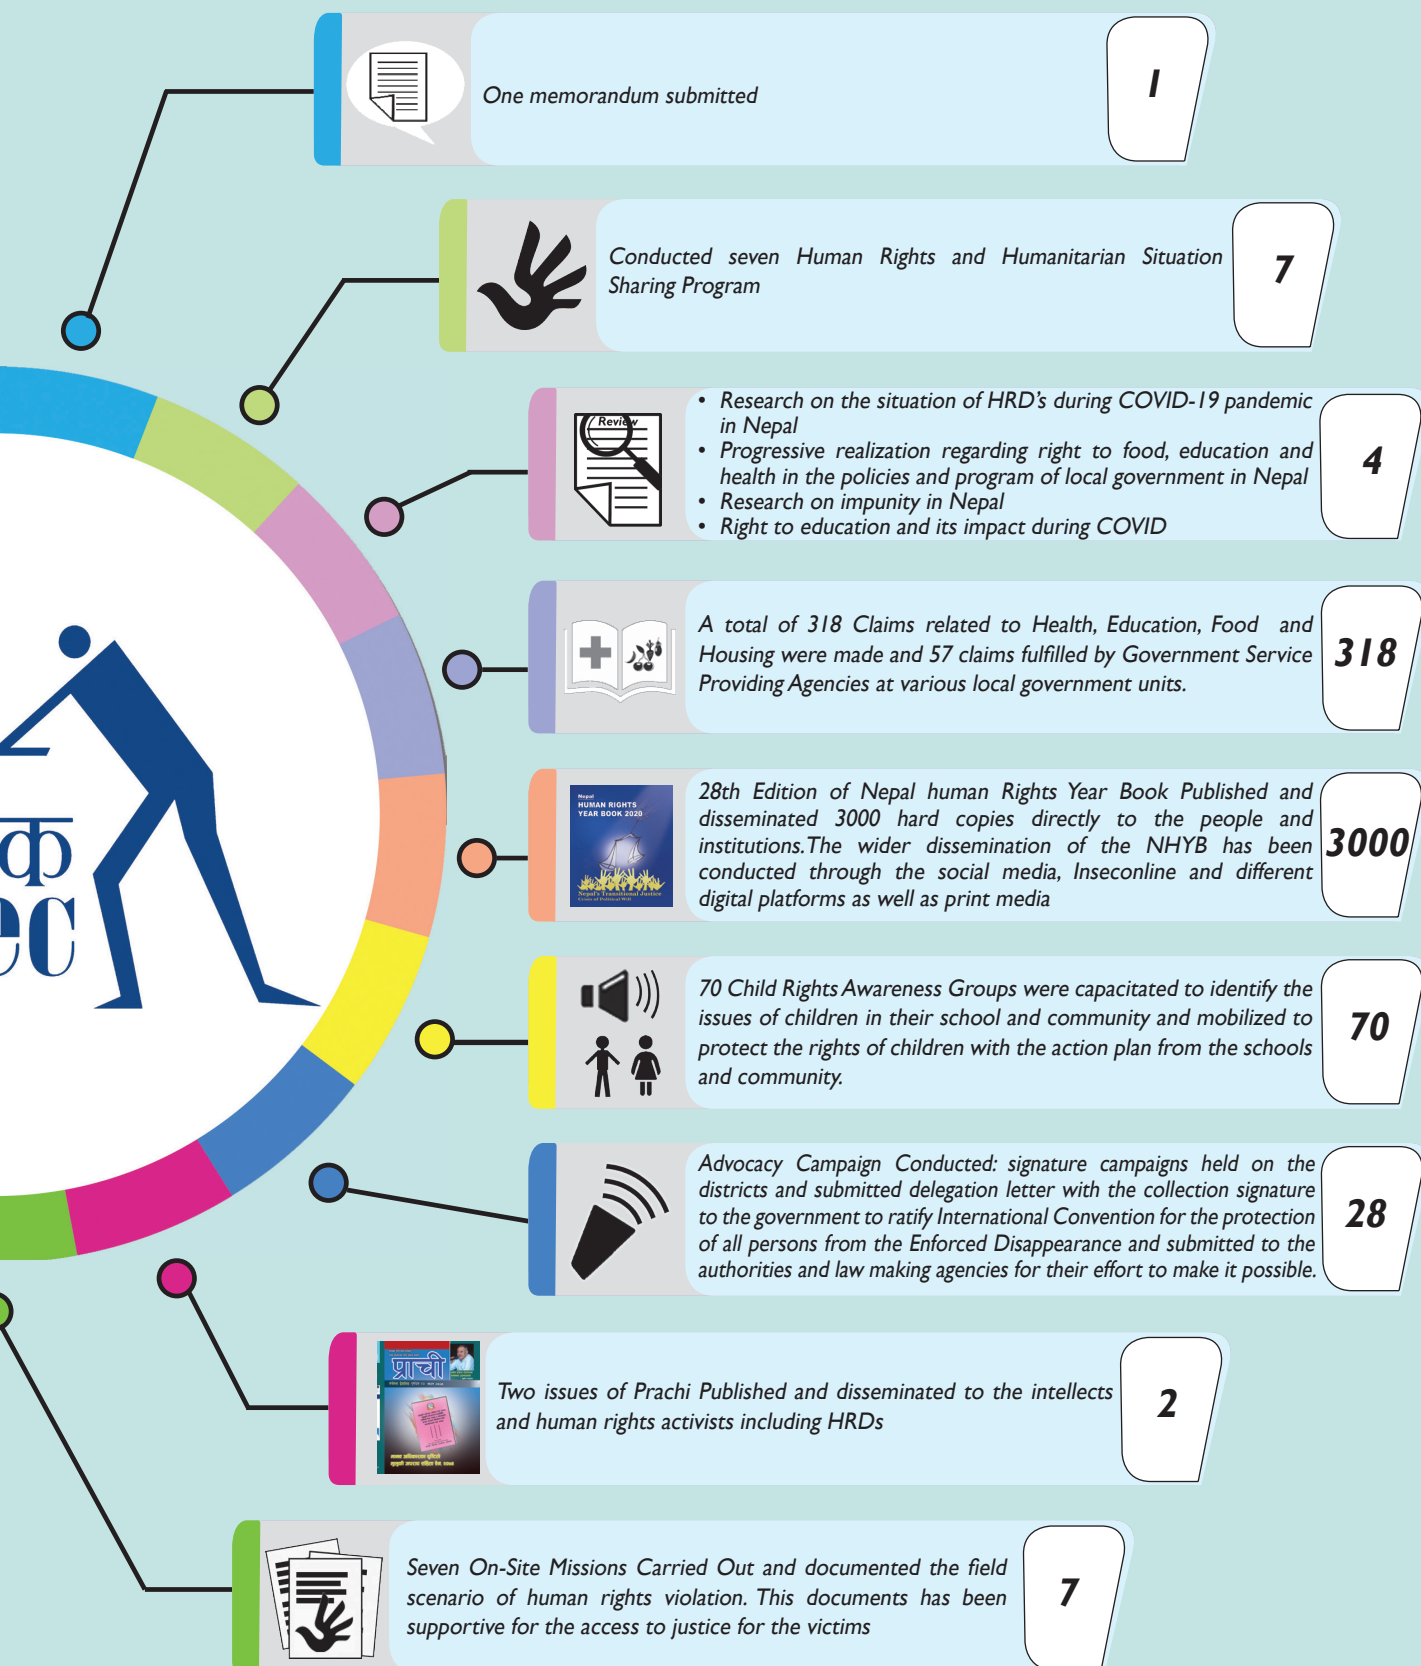 One memorandum submitted
1
Conducted seven Human Rights and Humanitarian Situation
Sharing Program
7
Review
• Research on the situation of HRD's during COVID-19 pandemic
in Nepal
• Progressive realization regarding right to food, education and
health in the policies and program of local government in Nepal
• Research on impunity in Nepal
• Right to education and its impact during COVID
4
A total of 318 Claims related to Health, Education, Food and
Housing were made and 57 claims fulfilled by Government Service
Providing Agencies at various local government units.
318
Nepal
HUMAN RIGHTS
YEAR BOOK 2020
Nepal's Transitional Justice
Crisis of Political Will
28th Edition of Nepal human Rights Year Book Published and
disseminated 3000 hard copies directly to the people and
institutions. The wider dissemination of the NHYB has been
conducted through the social media, Inseconline and different
digital platforms as well as print media
3000
क
ec
70 Child Rights Awareness Groups were capacitated to identify the
issues of children in their school and community and mobilized to
protect the rights of children with the action plan from the schools
and community.
70
Advocacy Campaign Conducted: signature campaigns held on the
districts and submitted delegation letter with the collection signature
to the government to ratify International Convention for the protection
of all persons from the Enforced Disappearance and submitted to the
authorities and law making agencies for their effort to make it possible.
28
प्राची
Two issues of Prachi Published and disseminated to the intellects
and human rights activists including HRDs
2
Seven On-Site Missions Carried Out and documented the field
scenario of human rights violation. This documents has been
supportive for the access to justice for the victims
7